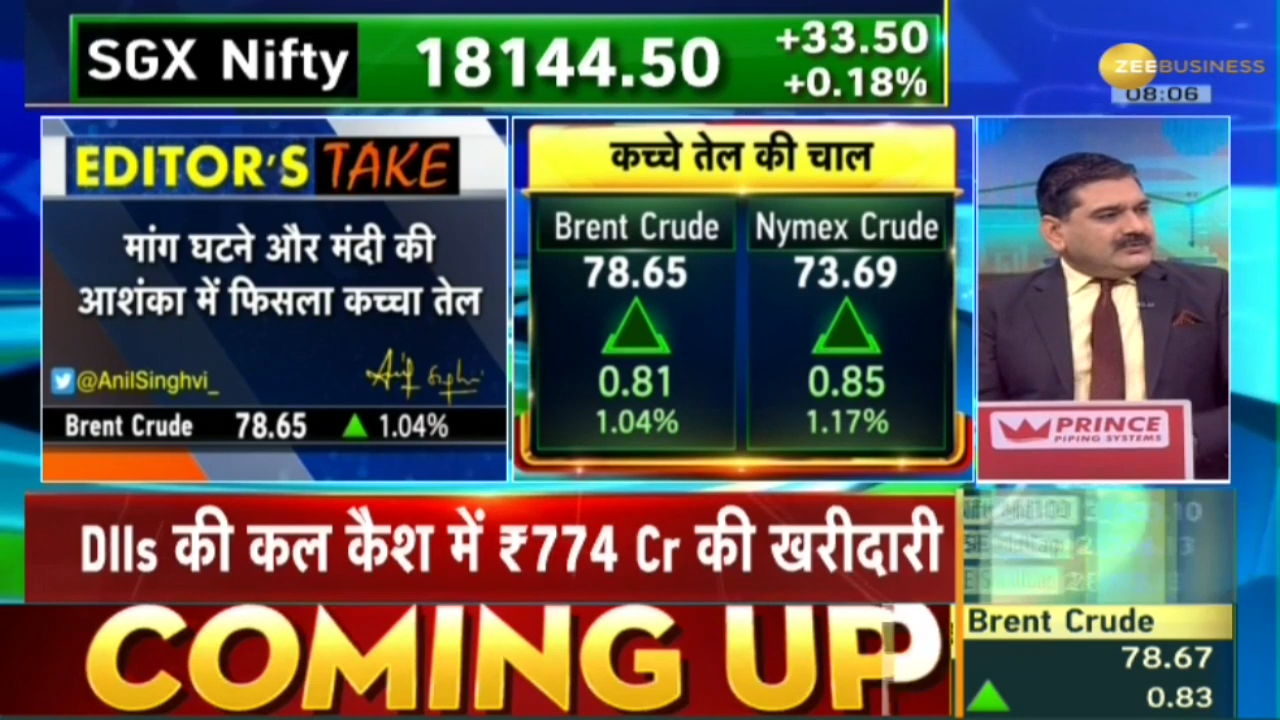 SGX Nifty 18144.50 +33.50
+0.18%
ZEEBUSINESS
08:06
EDITOR'S TAKE
मांग घटने और मंदी की
आशंका में फिसला कच्चा तेल
@AnilSinghvi_
Brent Crude 78.65 1.04%
कच्चे तेल की चाल
Brent Crude Nymex Crude
78.65 73.69
0.81 0.85
1.04% 1.17%
PRINCE
PIPING SYSTEMS
DIIs की कल कैश में ₹774 Cr की खरीदारी
COMING UP
Brent Crude
78.67
0.83